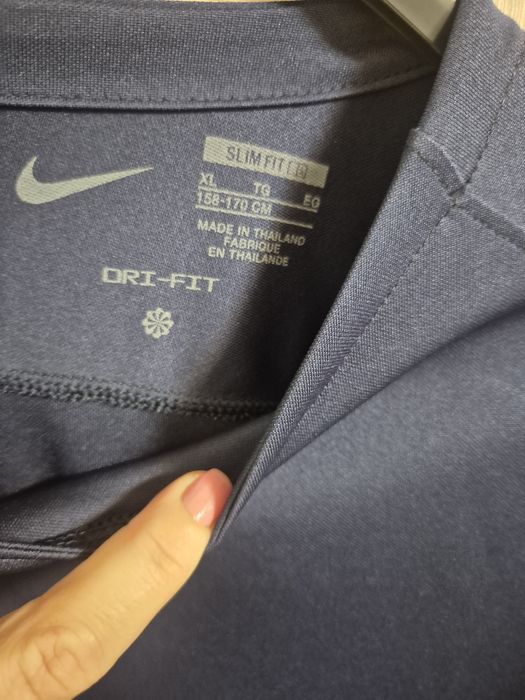 SLIM FIT [B]
XL TG EG
158-170 CM
MADE IN THAILAND
FABRIQUE
EN THAILANDE
DRI-FIT